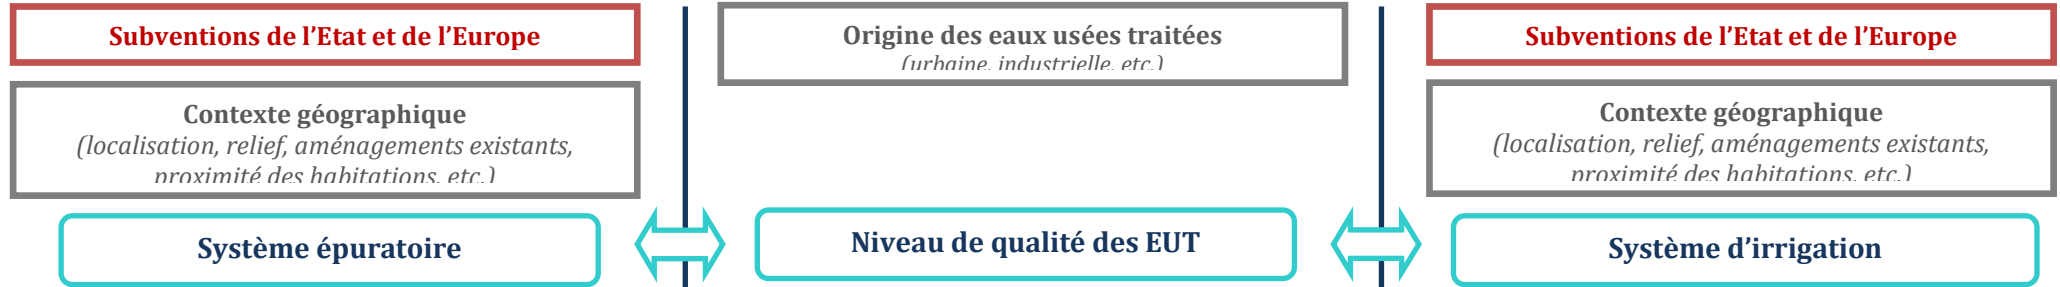 Subventions de l'Etat et de l'Europe
Contexte géographique
(localisation, relief, aménagements existants,
proximité des habitations, etc.)
Système épuratoire
Origine des eaux usées traitées
(urbaine, industrielle, etc.)
Niveau de qualité des EUT
Subventions de l'Etat et de l'Europe
Contexte géographique
(localisation, relief, aménagements existants,
proximité des habitations, etc.)
Système d'irrigation